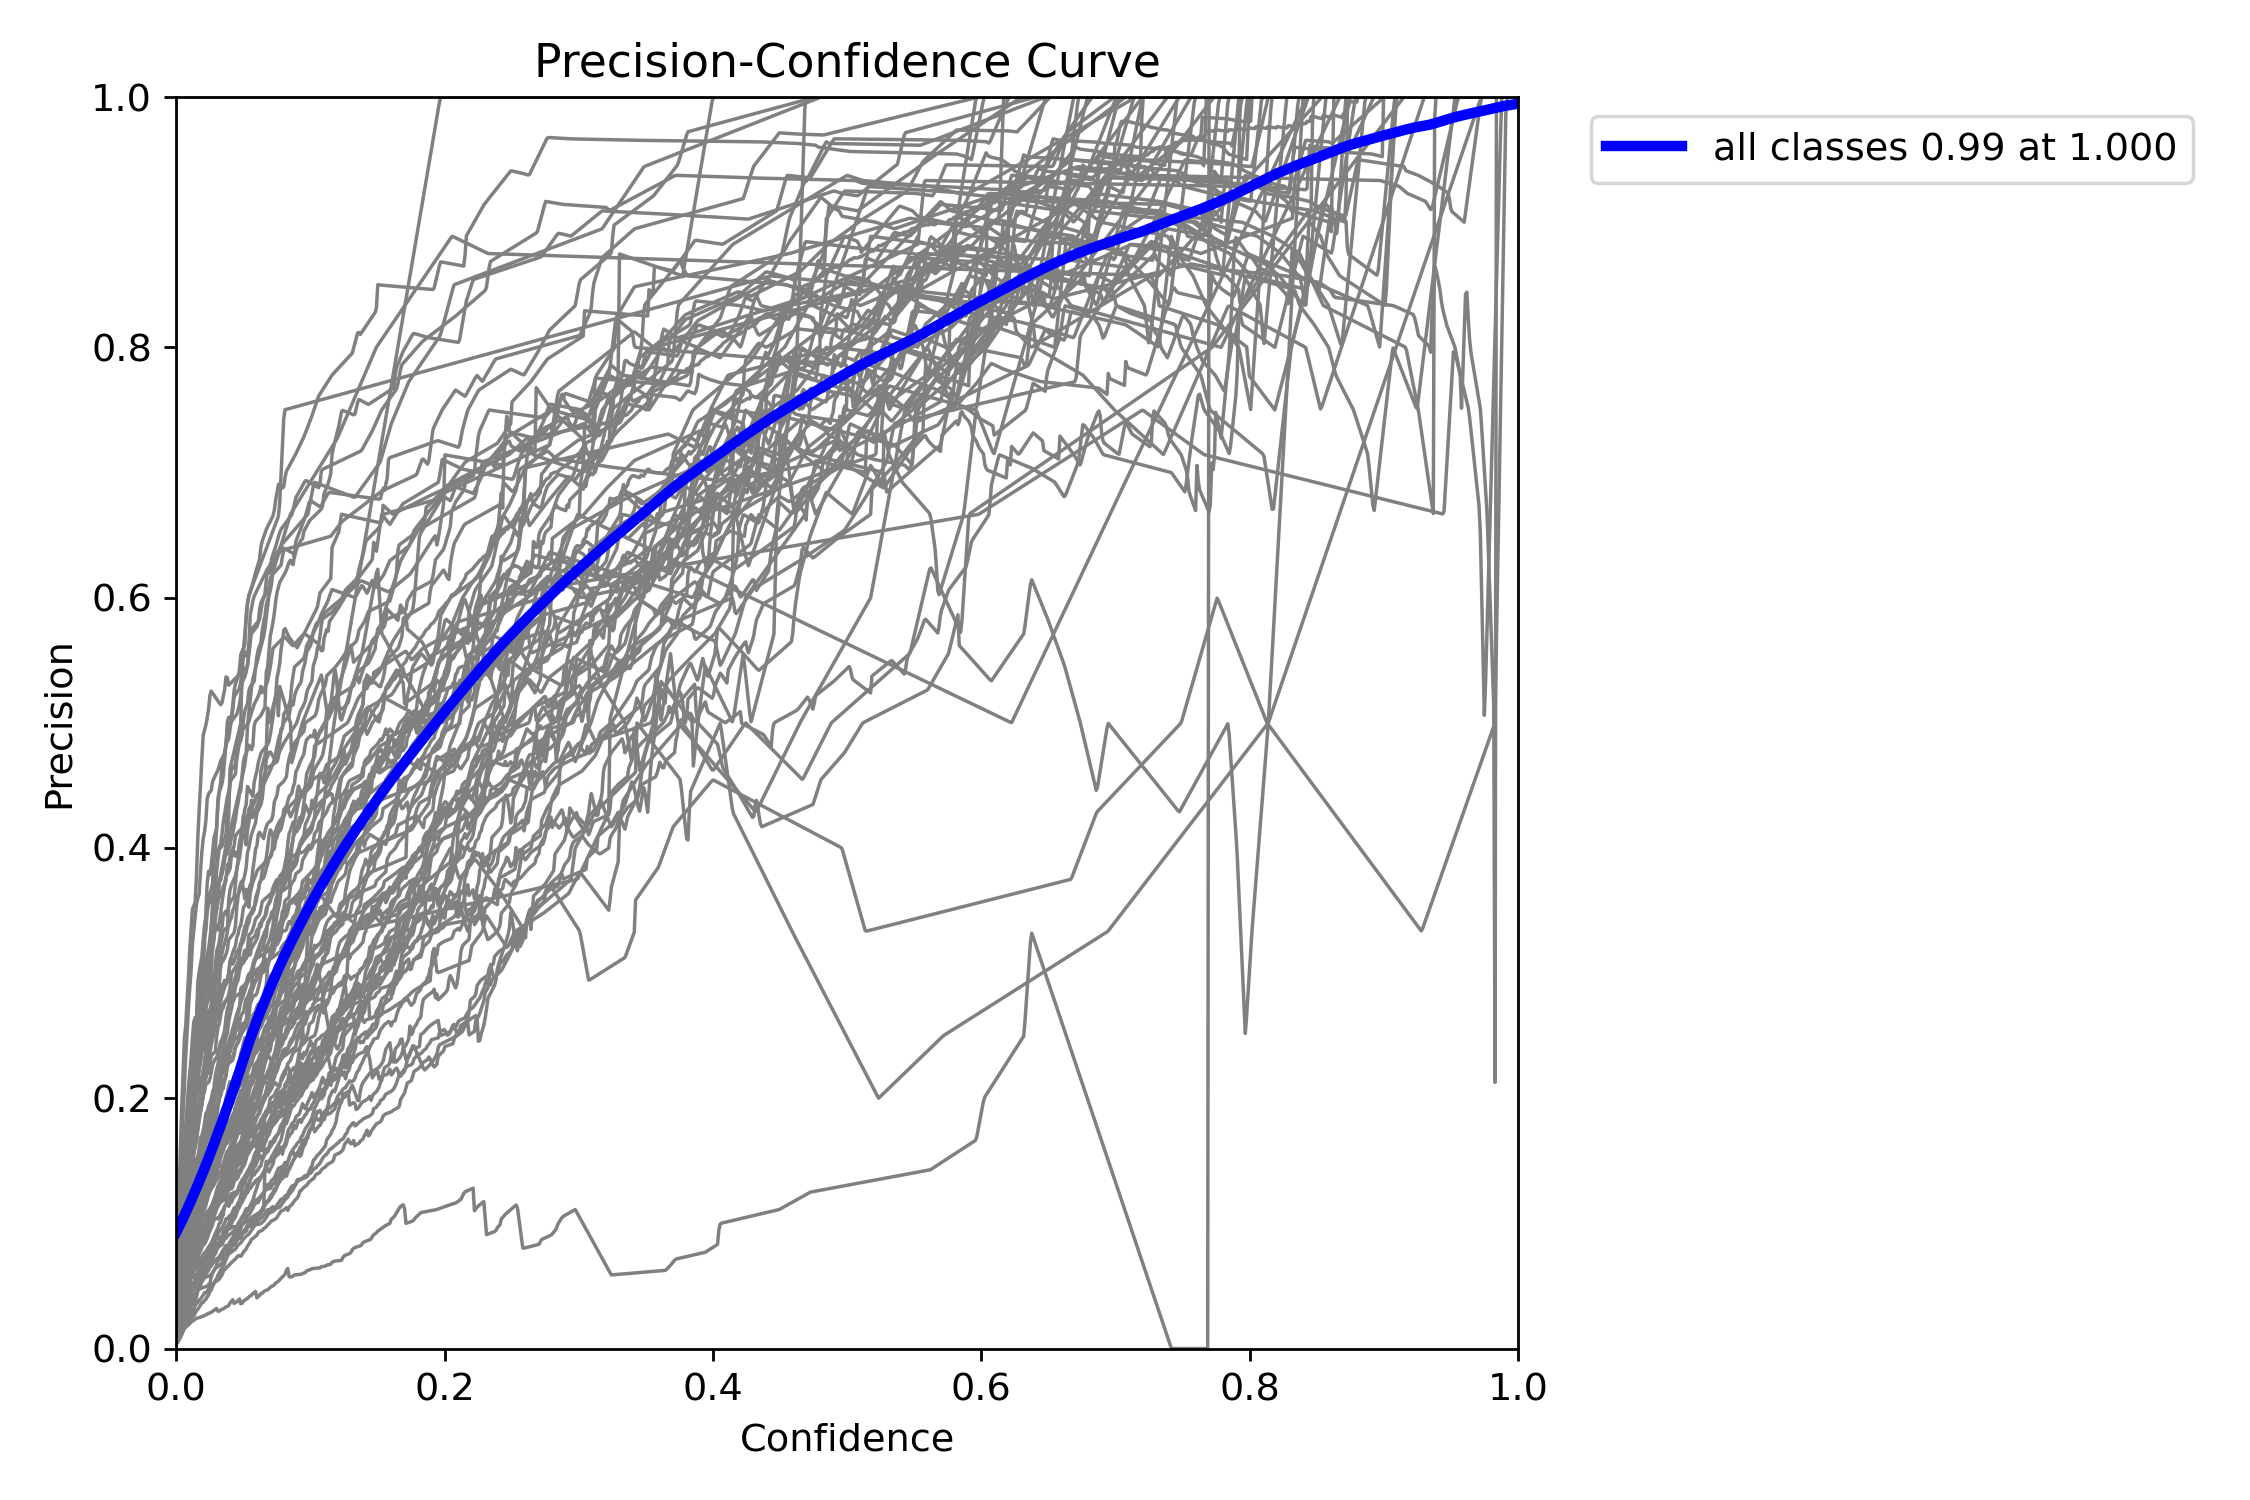 Precision-Confidence Curve
all classes 0.99 at 1.000
1.0
0.8
0.6
0.4
0.2
0.0
Precision
0.0 0.2 0.4 0.6 0.8 1.0
Confidence